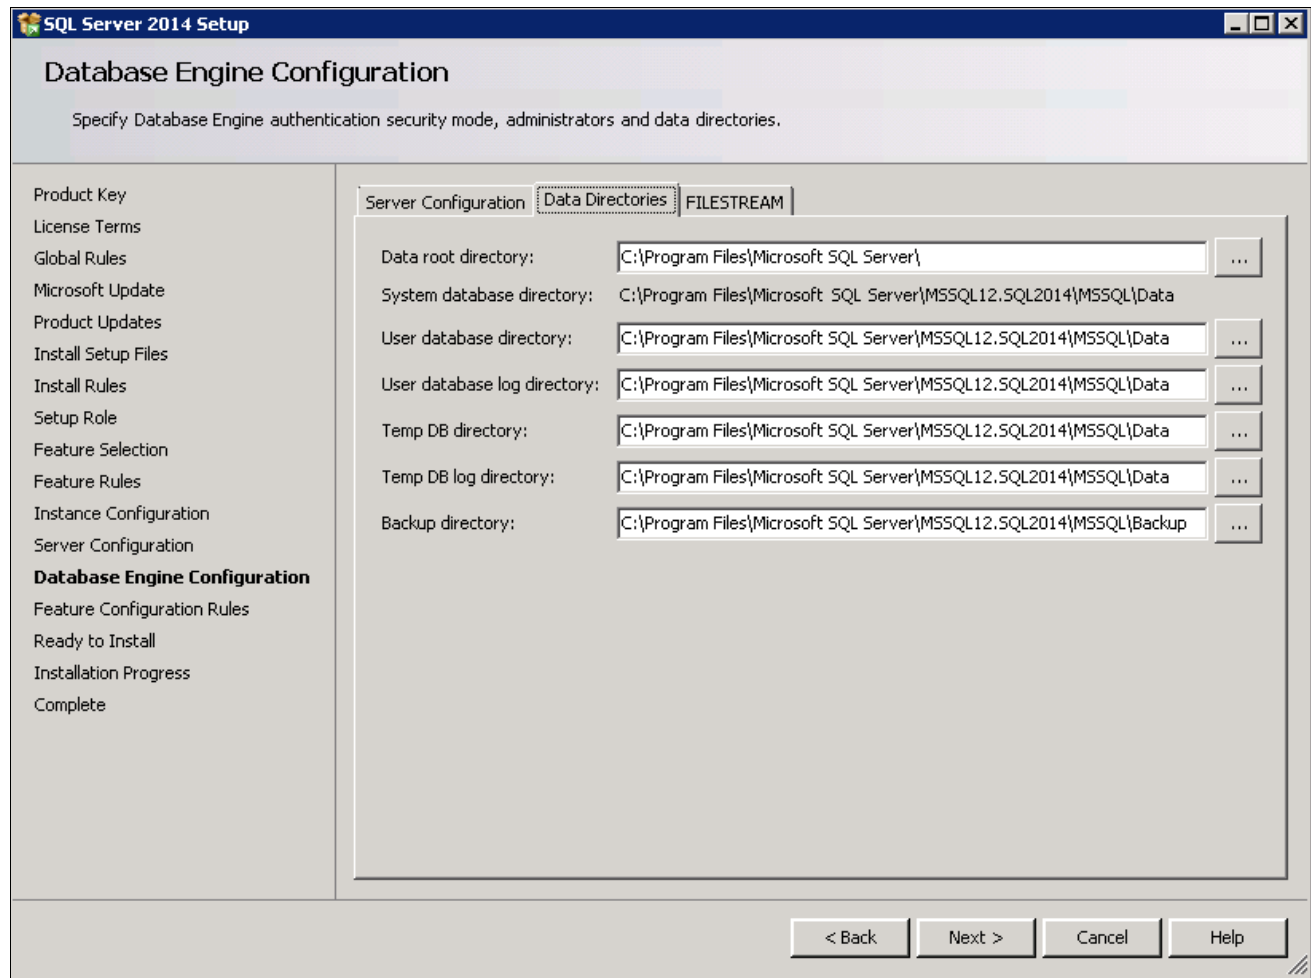 SQL Server 2014 Setup
Database Engine Configuration
Specify Database Engine authentication security mode, administrators and data directories.
Product Key
License Terms
Global Rules
Microsoft Update
Product Updates
Install Setup Files
Install Rules
Setup Role
Feature Selection
Feature Rules
Instance Configuration
Server Configuration
Database Engine Configuration
Feature Configuration Rules
Ready to Install
Installation Progress
Complete
Server Configuration Data Directories FILESTREAM
Data root directory: C:\Program Files\Microsoft SQL Server\ ...
System database directory: C:\Program Files\Microsoft SQL Server\MSSQL12.SQL2014\MSSQL\Data
User database directory: C:\Program Files\Microsoft SQL Server\MSSQL12.SQL2014\MSSQL\Data ...
User database log directory: C:\Program Files\Microsoft SQL Server\MSSQL12.SQL2014\MSSQL\Data ...
Temp DB directory: C:\Program Files\Microsoft SQL Server\MSSQL12.SQL2014\MSSQL\Data ...
Temp DB log directory: C:\Program Files\Microsoft SQL Server\MSSQL12.SQL2014\MSSQL\Data ...
Backup directory: C:\Program Files\Microsoft SQL Server\MSSQL12.SQL2014\MSSQL\Backup ...
< Back Next > Cancel Help